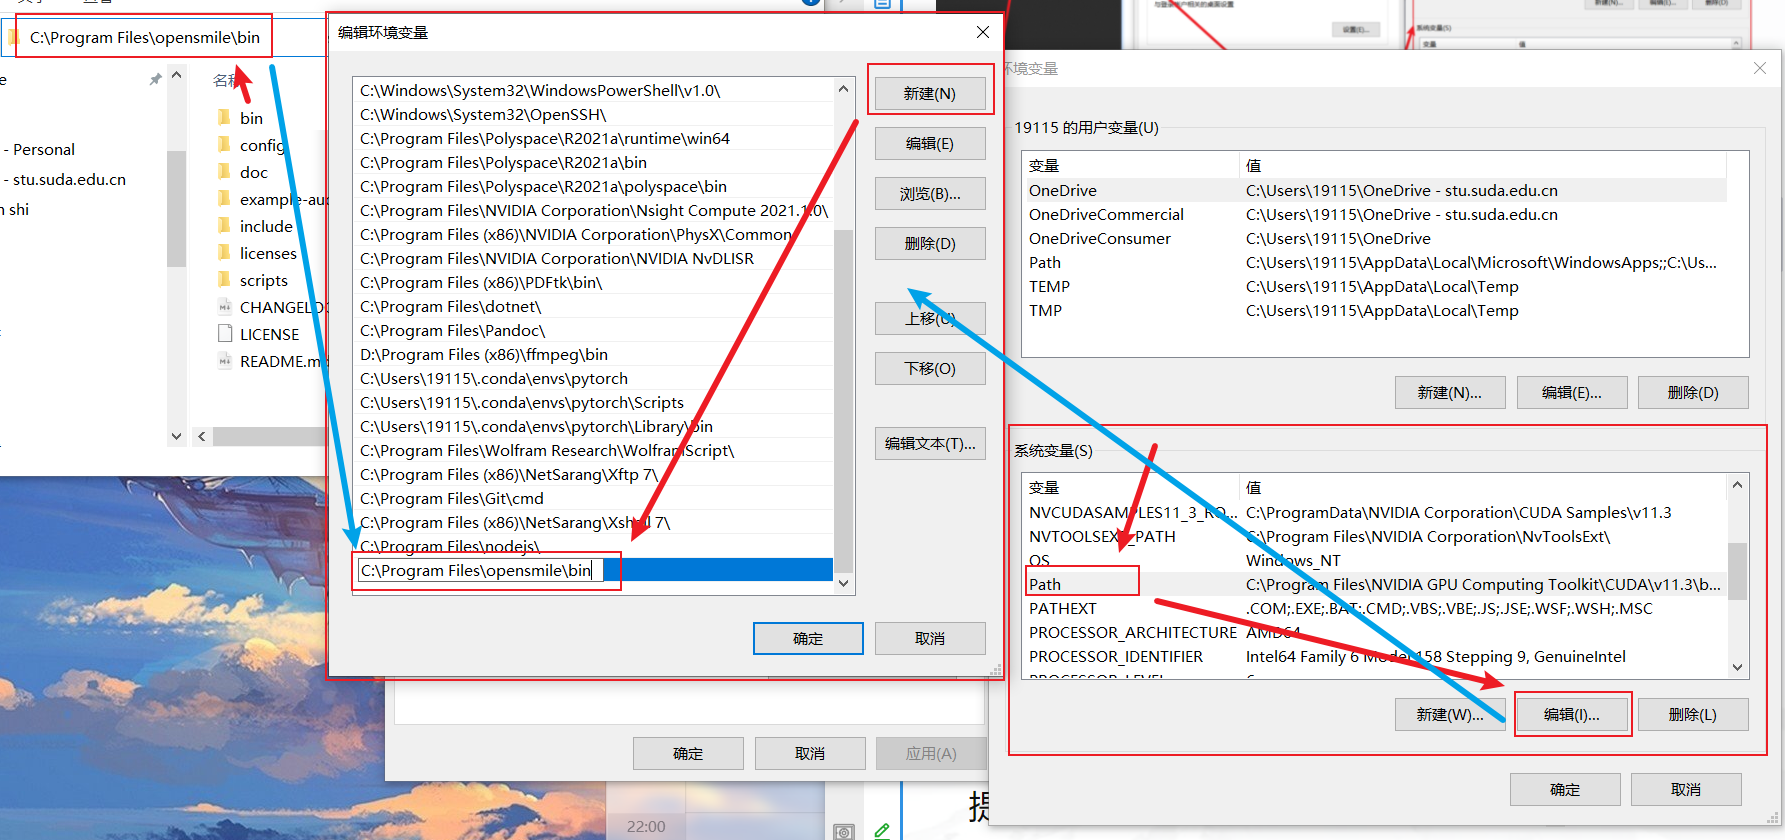 C:\Program Files\opensmile\bin
- Personal
- stu.suda.edu.cn
shi
bin
config
doc
include
licenses
scripts
LICENSE
编辑环境变量
C:\Windows\System32\WindowsPowerShell\v1.0\
C:\Windows\System32\OpenSSH\
C:\Program Files\Polyspace\R2021a\runtime\win64
C:\Program Files\Polyspace\R2021a\bin
C:\Program Files\Polyspace\R2021a\polyspace\bin
C:\Program Files\NVIDIA Corporation\Nsight Compute 2021.1.0\
C:\Program Files (x86)\NVIDIA Corporation\PhysX\Common
C:\Program Files\NVIDIA Corporation\NVIDIA NvDLISR
C:\Program Files (x86)\PDFtk\bin\
C:\Program Files\dotnet\
C:\Program Files\Pandoc\
D:\Program Files (x86)\ffmpeg\bin
C:\Users\19115\.conda\envs\pytorch
C:\Users\19115\.conda\envs\pytorch\Scripts
C:\Users\19115\.conda\envs\pytorch\Library\bin
C:\Program Files\Wolfram Research\WolframScript\
C:\Program Files (x86)\NetSarang\Xftp 7\
C:\Program Files\Git\cmd
C:\Program Files (x86)\NetSarang\Xshell 7\
C:\Program Files\nodejs\
C:\Program Files\opensmile\bin
新建(N)
编辑(E)
浏览(B)...
删除(D)
上移(U)
下移(O)
编辑文本(T)...
确定
取消
确定
取消
应用(A)
22:00
环境变量
19115 的用户变量(U)
变量 值
OneDrive C:\Users\19115\OneDrive - stu.suda.edu.cn
OneDriveCommercial C:\Users\19115\OneDrive - stu.suda.edu.cn
OneDriveConsumer C:\Users\19115\OneDrive
Path C:\Users\19115\AppData\Local\Microsoft\WindowsApps;;C:\Us...
TEMP C:\Users\19115\AppData\Local\Temp
TMP C:\Users\19115\AppData\Local\Temp
新建(N)... 编辑(E)... 删除(D)
系统变量(S)
变量 值
NVCUDASAMPLES11_3_RO... C:\ProgramData\NVIDIA Corporation\CUDA Samples\v11.3
NVTOOLSEXT_PATH C:\Program Files\NVIDIA Corporation\NvToolsExt\
OS Windows_NT
Path C:\Program Files\NVIDIA GPU Computing Toolkit\CUDA\v11.3\b...
PATHEXT .COM;.EXE;.BAT;.CMD;.VBS;.VBE;.JS;.JSE;.WSF;.WSH;.MSC
PROCESSOR_ARCHITECTURE AMD64
PROCESSOR_IDENTIFIER Intel64 Family 6 Model 158 Stepping 9, GenuineIntel
新建(W)... 编辑(I)... 删除(L)
确定 取消